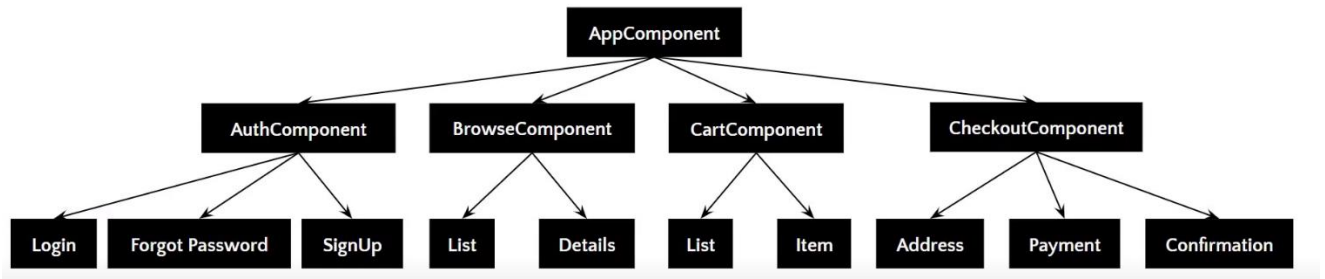 AppComponent
AuthComponent
BrowseComponent
CartComponent
CheckoutComponent
Login
Forgot Password
SignUp
List
Details
List
Item
Address
Payment
Confirmation